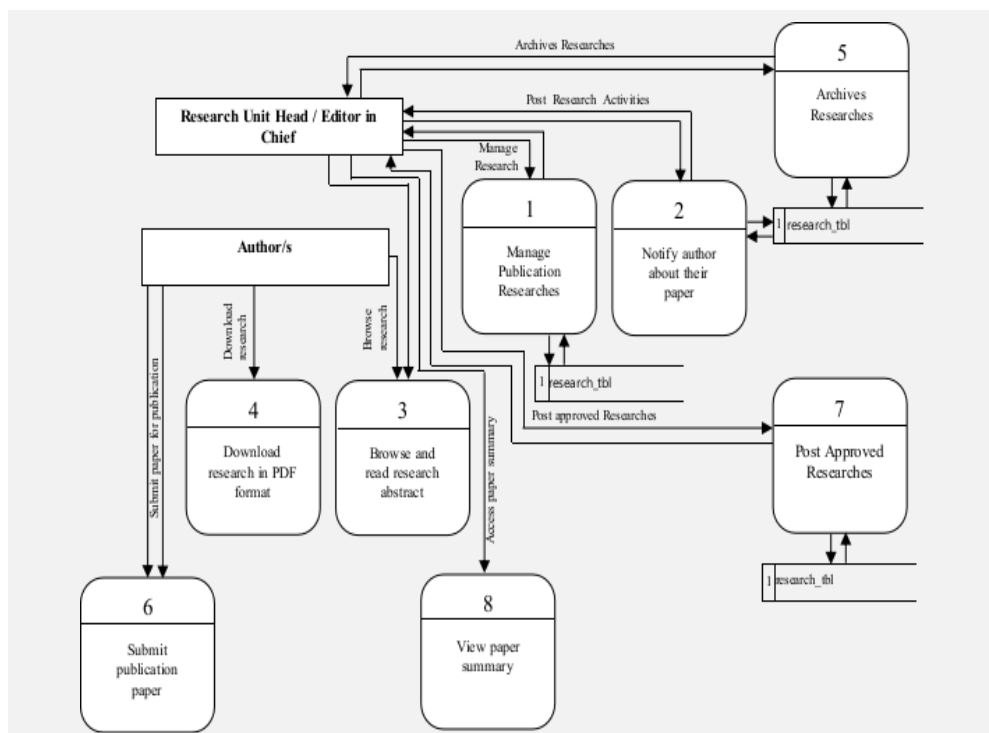 Archives Researches
5
Archives
Researches
Research Unit Head / Editor in
Chief
Post Research Activities
Manage
Research
1
Manage
Publication
Researches
2
Notify author
about their
paper
1 research_tbl
Author/s
Download
research
Browse
research
Submit paper for publication
1 research_tbl
Post approved Researches
4
Download
research in PDF
format
3
Browse and
read research
abstract
Access paper summary
7
Post Approved
Researches
1 research_tbl
6
Submit
publication
paper
8
View paper
summary